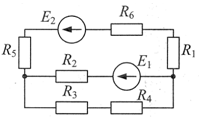 E₂ R₆
R₅ R₁
R₂ E₁
R₃ R₄